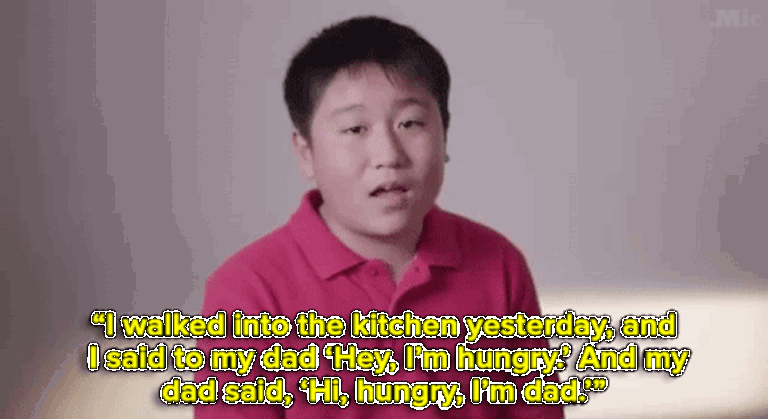 .Mic
“I walked into the kitchen yesterday, and
I said to my dad ‘Hey, I’m hungry.’ And my
dad said, ‘Hi, hungry, I’m dad.’”